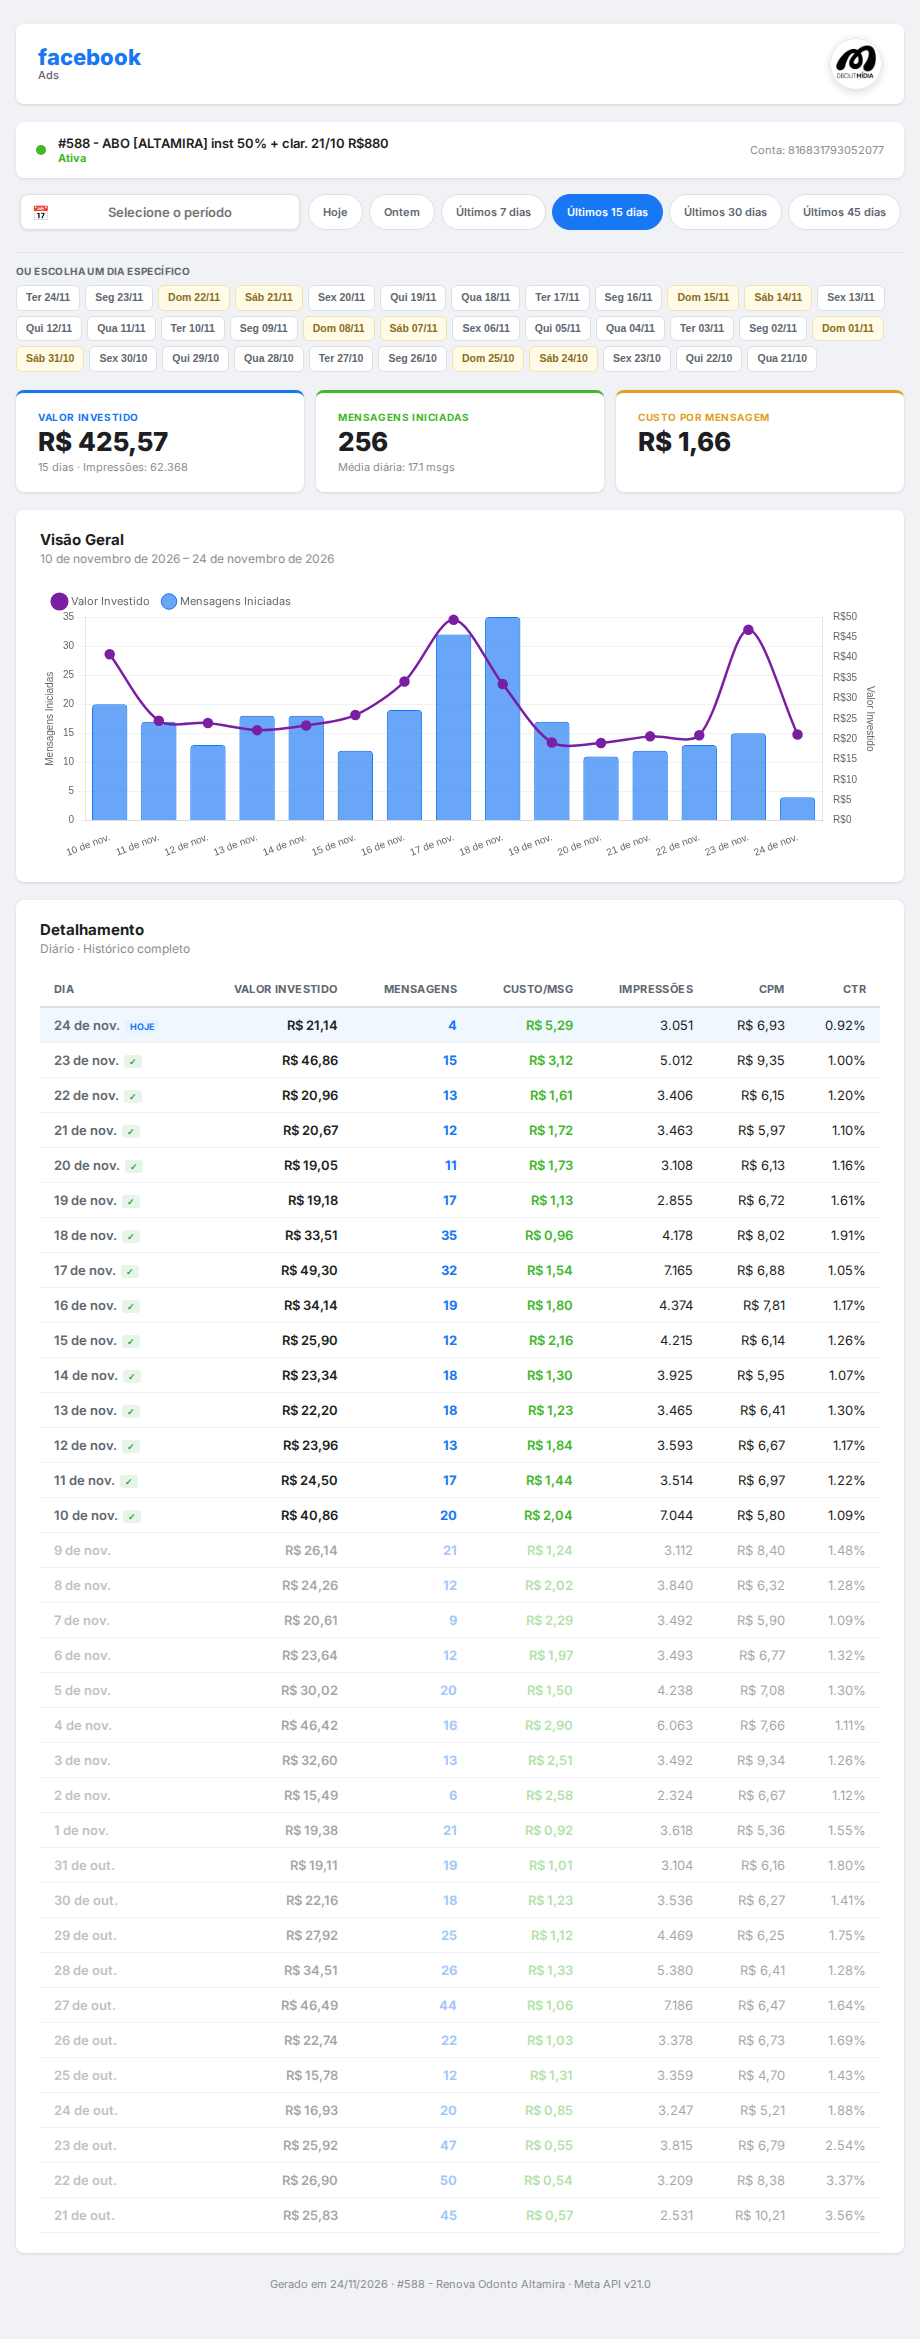 facebook
Ads
DBOUTMÍDIA
#588 - ABO [ALTAMIRA] inst 50% + clar. 21/10 R$880
Ativa
Conta: 816831793052077
Selecione o período
Hoje Ontem Últimos 7 dias Últimos 15 dias Últimos 30 dias Últimos 45 dias
OU ESCOLHA UM DIA ESPECÍFICO
Ter 24/11 Seg 23/11 Dom 22/11 Sáb 21/11 Sex 20/11 Qui 19/11 Qua 18/11 Ter 17/11 Seg 16/11 Dom 15/11 Sáb 14/11 Sex 13/11
Qui 12/11 Qua 11/11 Ter 10/11 Seg 09/11 Dom 08/11 Sáb 07/11 Sex 06/11 Qui 05/11 Qua 04/11 Ter 03/11 Seg 02/11 Dom 01/11
Sáb 31/10 Sex 30/10 Qui 29/10 Qua 28/10 Ter 27/10 Seg 26/10 Dom 25/10 Sáb 24/10 Sex 23/10 Qui 22/10 Qua 21/10
VALOR INVESTIDO
R$ 425,57
15 dias · Impressões: 62.368
MENSAGENS INICIADAS
256
Média diária: 17.1 msgs
CUSTO POR MENSAGEM
R$ 1,66
Visão Geral
10 de novembro de 2026 – 24 de novembro de 2026
Valor Investido Mensagens Iniciadas
Mensagens Iniciadas
35
30
25
20
15
10
5
0
R$50
R$45
R$40
R$35
R$30
R$25
R$20
R$15
R$10
R$5
R$0
Valor Investido
10 de nov. 11 de nov. 12 de nov. 13 de nov. 14 de nov. 15 de nov. 16 de nov. 17 de nov. 18 de nov. 19 de nov. 20 de nov. 21 de nov. 22 de nov. 23 de nov. 24 de nov.
Detalhamento
Diário · Histórico completo
DIA VALOR INVESTIDO MENSAGENS CUSTO/MSG IMPRESSÕES CPM CTR
24 de nov. HOJE R$ 21,14 4 R$ 5,29 3.051 R$ 6,93 0.92%
23 de nov. ✓ R$ 46,86 15 R$ 3,12 5.012 R$ 9,35 1.00%
22 de nov. ✓ R$ 20,96 13 R$ 1,61 3.406 R$ 6,15 1.20%
21 de nov. ✓ R$ 20,67 12 R$ 1,72 3.463 R$ 5,97 1.10%
20 de nov. ✓ R$ 19,05 11 R$ 1,73 3.108 R$ 6,13 1.16%
19 de nov. ✓ R$ 19,18 17 R$ 1,13 2.855 R$ 6,72 1.61%
18 de nov. ✓ R$ 33,51 35 R$ 0,96 4.178 R$ 8,02 1.91%
17 de nov. ✓ R$ 49,30 32 R$ 1,54 7.165 R$ 6,88 1.05%
16 de nov. ✓ R$ 34,14 19 R$ 1,80 4.374 R$ 7,81 1.17%
15 de nov. ✓ R$ 25,90 12 R$ 2,16 4.215 R$ 6,14 1.26%
14 de nov. ✓ R$ 23,34 18 R$ 1,30 3.925 R$ 5,95 1.07%
13 de nov. ✓ R$ 22,20 18 R$ 1,23 3.465 R$ 6,41 1.30%
12 de nov. ✓ R$ 23,96 13 R$ 1,84 3.593 R$ 6,67 1.17%
11 de nov. ✓ R$ 24,50 17 R$ 1,44 3.514 R$ 6,97 1.22%
10 de nov. ✓ R$ 40,86 20 R$ 2,04 7.044 R$ 5,80 1.09%
9 de nov. R$ 26,14 21 R$ 1,24 3.112 R$ 8,40 1.48%
8 de nov. R$ 24,26 12 R$ 2,02 3.840 R$ 6,32 1.28%
7 de nov. R$ 20,61 9 R$ 2,29 3.492 R$ 5,90 1.09%
6 de nov. R$ 23,64 12 R$ 1,97 3.493 R$ 6,77 1.32%
5 de nov. R$ 30,02 20 R$ 1,50 4.238 R$ 7,08 1.30%
4 de nov. R$ 46,42 16 R$ 2,90 6.063 R$ 7,66 1.11%
3 de nov. R$ 32,60 13 R$ 2,51 3.492 R$ 9,34 1.26%
2 de nov. R$ 15,49 6 R$ 2,58 2.324 R$ 6,67 1.12%
1 de nov. R$ 19,38 21 R$ 0,92 3.618 R$ 5,36 1.55%
31 de out. R$ 19,11 19 R$ 1,01 3.104 R$ 6,16 1.80%
30 de out. R$ 22,16 18 R$ 1,23 3.536 R$ 6,27 1.41%
29 de out. R$ 27,92 25 R$ 1,12 4.469 R$ 6,25 1.75%
28 de out. R$ 34,51 26 R$ 1,33 5.380 R$ 6,41 1.28%
27 de out. R$ 46,49 44 R$ 1,06 7.186 R$ 6,47 1.64%
26 de out. R$ 22,74 22 R$ 1,03 3.378 R$ 6,73 1.69%
25 de out. R$ 15,78 12 R$ 1,31 3.359 R$ 4,70 1.43%
24 de out. R$ 16,93 20 R$ 0,85 3.247 R$ 5,21 1.88%
23 de out. R$ 25,92 47 R$ 0,55 3.815 R$ 6,79 2.54%
22 de out. R$ 26,90 50 R$ 0,54 3.209 R$ 8,38 3.37%
21 de out. R$ 25,83 45 R$ 0,57 2.531 R$ 10,21 3.56%
Gerado em 24/11/2026 · #588 - Renova Odonto Altamira · Meta API v21.0